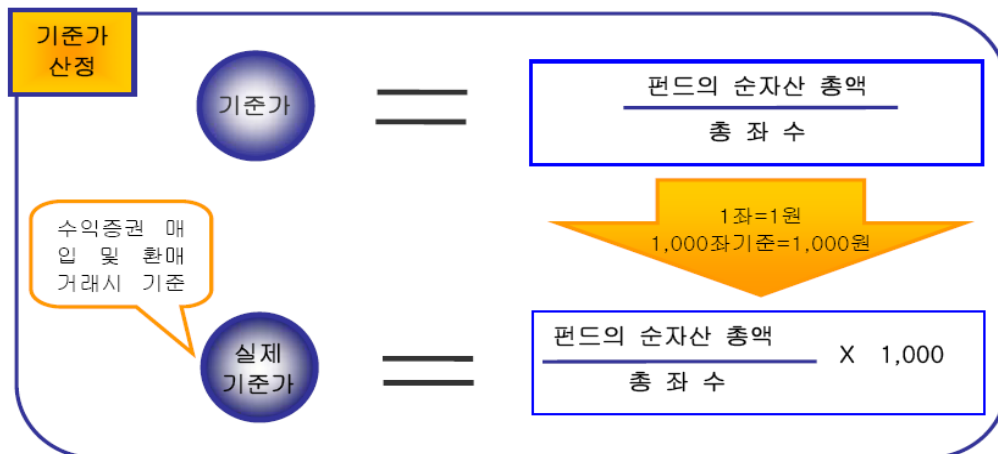 기준가
산정
기준가
펀드의 순자산 총액
총 좌 수
1좌=1원
1,000좌기준=1,000원
수익증권 매
입 및 환매
거래시 기준
실제
기준가
펀드의 순자산 총액
총 좌 수
X 1,000